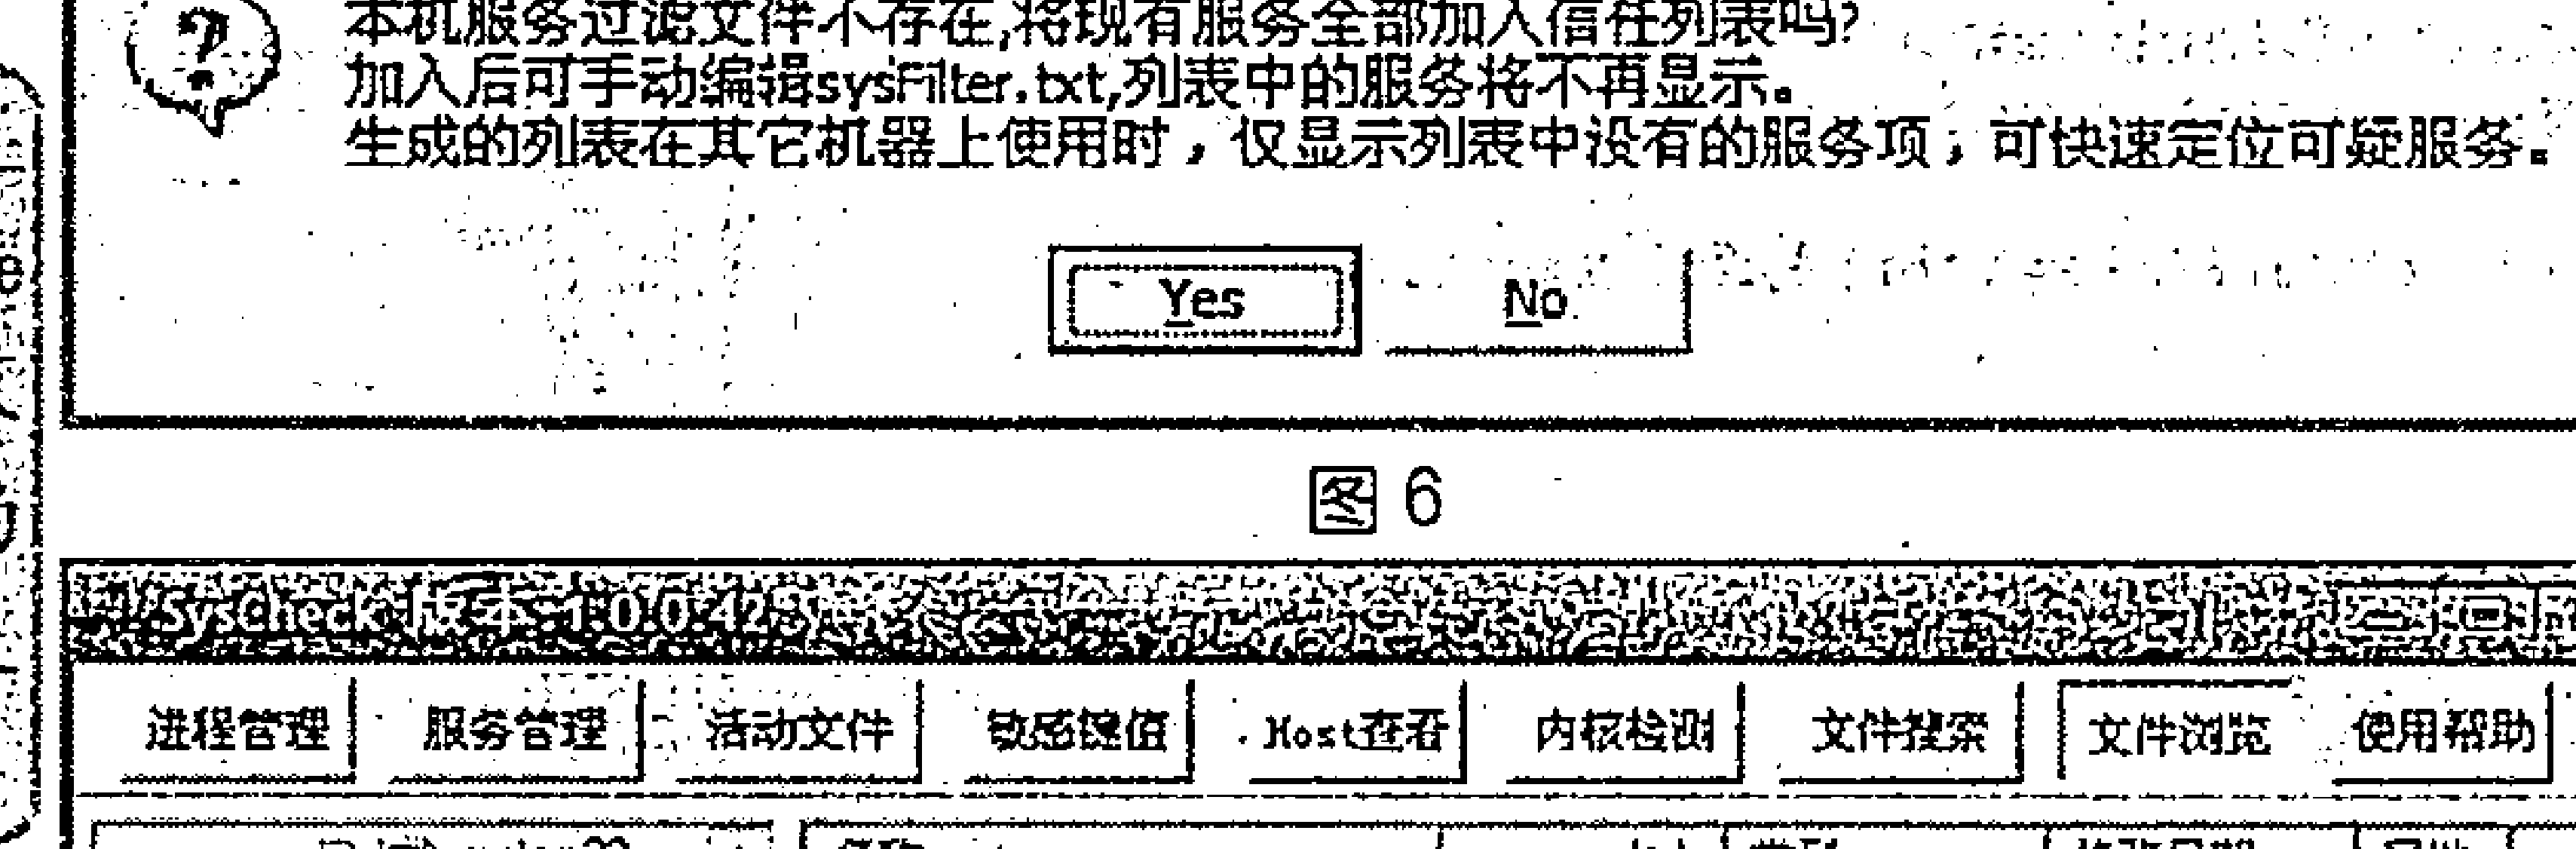 本机服务过滤文件不存在,将现有服务全部加入信任列表吗?
加入后可手动编辑sysFilter.txt,列表中的服务将不再显示。
生成的列表在其它机器上使用时，仅显示列表中没有的服务项，可快速定位可疑服务。
Yes No
图 6
SysCheck 版本:1.0.0.42
进程管理 服务管理 活动文件 敏感键值 Host查看 内核检测 文件搜索 文件浏览 使用帮助